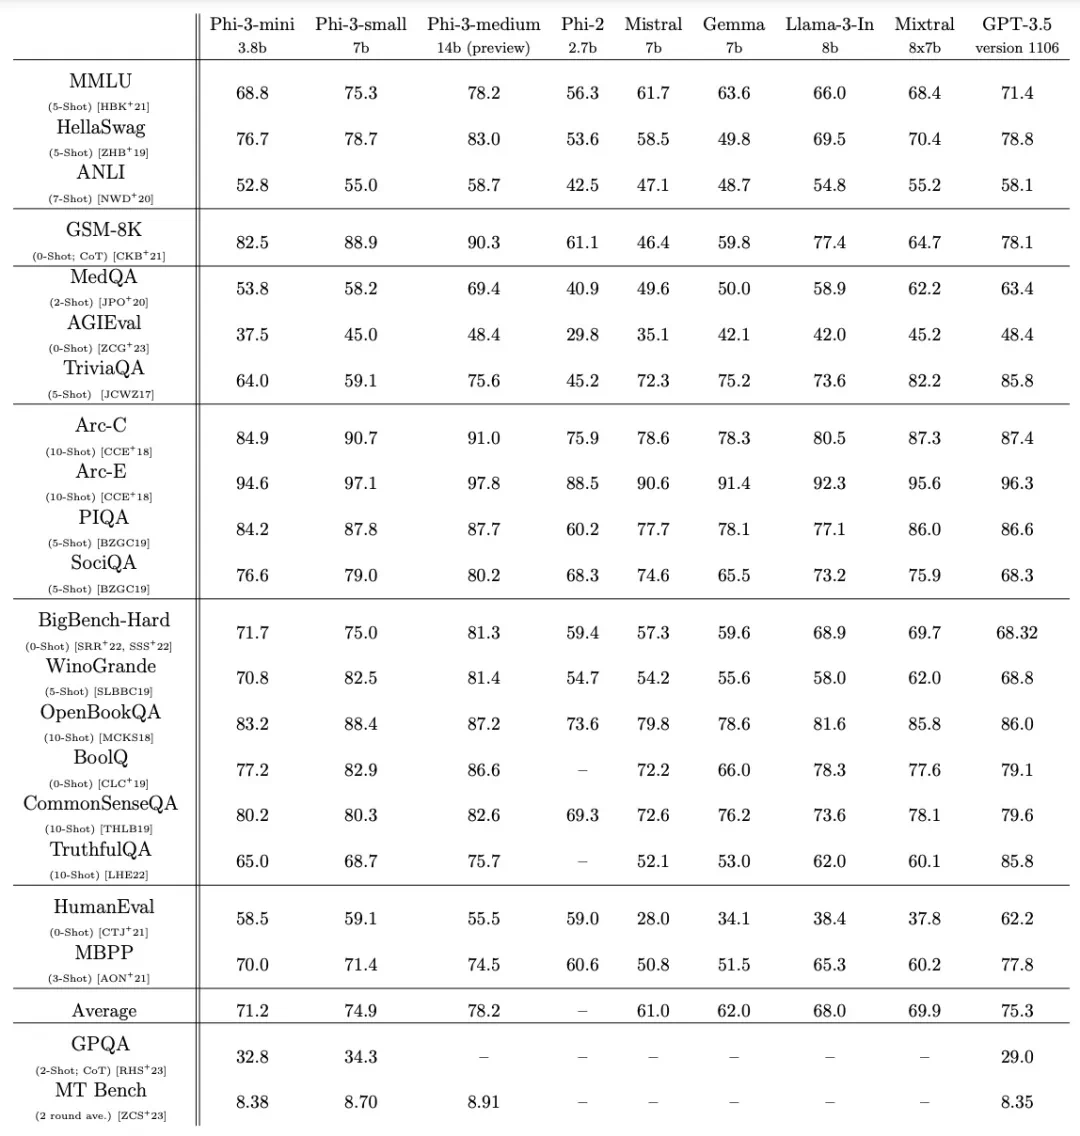 Phi-3-mini Phi-3-small Phi-3-medium Phi-2 Mistral Gemma Llama-3-In Mixtral GPT-3.5
3.8b 7b 14b (preview) 2.7b 7b 7b 8b 8x7b version 1106
MMLU
(5-Shot) [HBK+21] 68.8 75.3 78.2 56.3 61.7 63.6 66.0 68.4 71.4
HellaSwag
(5-Shot) [ZHB+19] 76.7 78.7 83.0 53.6 58.5 49.8 69.5 70.4 78.8
ANLI
(7-Shot) [NWD+20] 52.8 55.0 58.7 42.5 47.1 48.7 54.8 55.2 58.1
GSM-8K
(0-Shot; CoT) [CKB+21] 82.5 88.9 90.3 61.1 46.4 59.8 77.4 64.7 78.1
MedQA
(2-Shot) [JPO+20] 53.8 58.2 69.4 40.9 49.6 50.0 58.9 62.2 63.4
AGIEval
(0-Shot) [ZCG+23] 37.5 45.0 48.4 29.8 35.1 42.1 42.0 45.2 48.4
TriviaQA
(5-Shot) [JCWZ17] 64.0 59.1 75.6 45.2 72.3 75.2 73.6 82.2 85.8
Arc-C
(10-Shot) [CCE+18] 84.9 90.7 91.0 75.9 78.6 78.3 80.5 87.3 87.4
Arc-E
(10-Shot) [CCE+18] 94.6 97.1 97.8 88.5 90.6 91.4 92.3 95.6 96.3
PIQA
(5-Shot) [BZGC19] 84.2 87.8 87.7 60.2 77.7 78.1 77.1 86.0 86.6
SociQA
(5-Shot) [BZGC19] 76.6 79.0 80.2 68.3 74.6 65.5 73.2 75.9 68.3
BigBench-Hard
(0-Shot) [SRR+22, SSS+22] 71.7 75.0 81.3 59.4 57.3 59.6 68.9 69.7 68.32
WinoGrande
(5-Shot) [SLBBC19] 70.8 82.5 81.4 54.7 54.2 55.6 58.0 62.0 68.8
OpenBookQA
(10-Shot) [MCKS18] 83.2 88.4 87.2 73.6 79.8 78.6 81.6 85.8 86.0
BoolQ
(0-Shot) [CLC+19] 77.2 82.9 86.6 – 72.2 66.0 78.3 77.6 79.1
CommonSenseQA
(10-Shot) [THLB19] 80.2 80.3 82.6 69.3 72.6 76.2 73.6 78.1 79.6
TruthfulQA
(10-Shot) [LHE22] 65.0 68.7 75.7 – 52.1 53.0 62.0 60.1 85.8
HumanEval
(0-Shot) [CTJ+21] 58.5 59.1 55.5 59.0 28.0 34.1 38.4 37.8 62.2
MBPP
(3-Shot) [AON+21] 70.0 71.4 74.5 60.6 50.8 51.5 65.3 60.2 77.8
Average 71.2 74.9 78.2 – 61.0 62.0 68.0 69.9 75.3
GPQA
(2-Shot; CoT) [RHS+23] 32.8 34.3 – – – – – – 29.0
MT Bench
(2 round ave.) [ZCS+23] 8.38 8.70 8.91 – – – – – 8.35